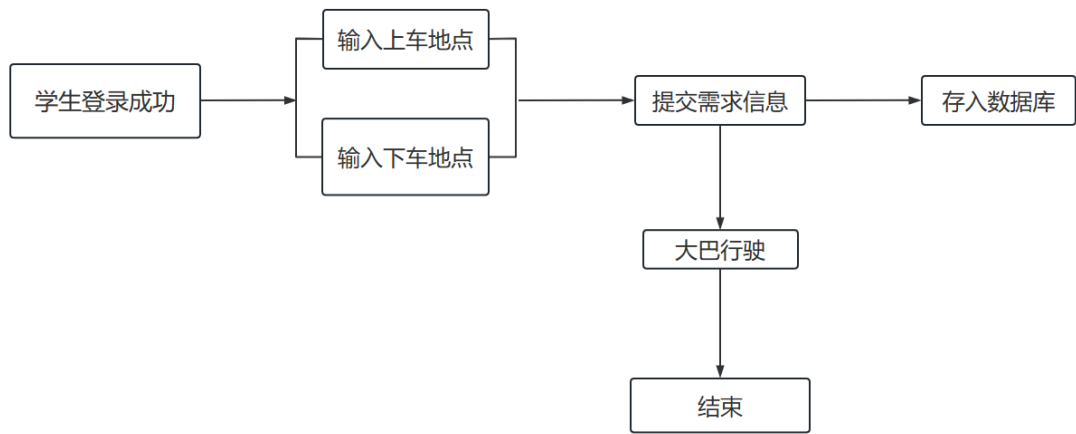 学生登录成功
输入上车地点
输入下车地点
提交需求信息
存入数据库
大巴行驶
结束